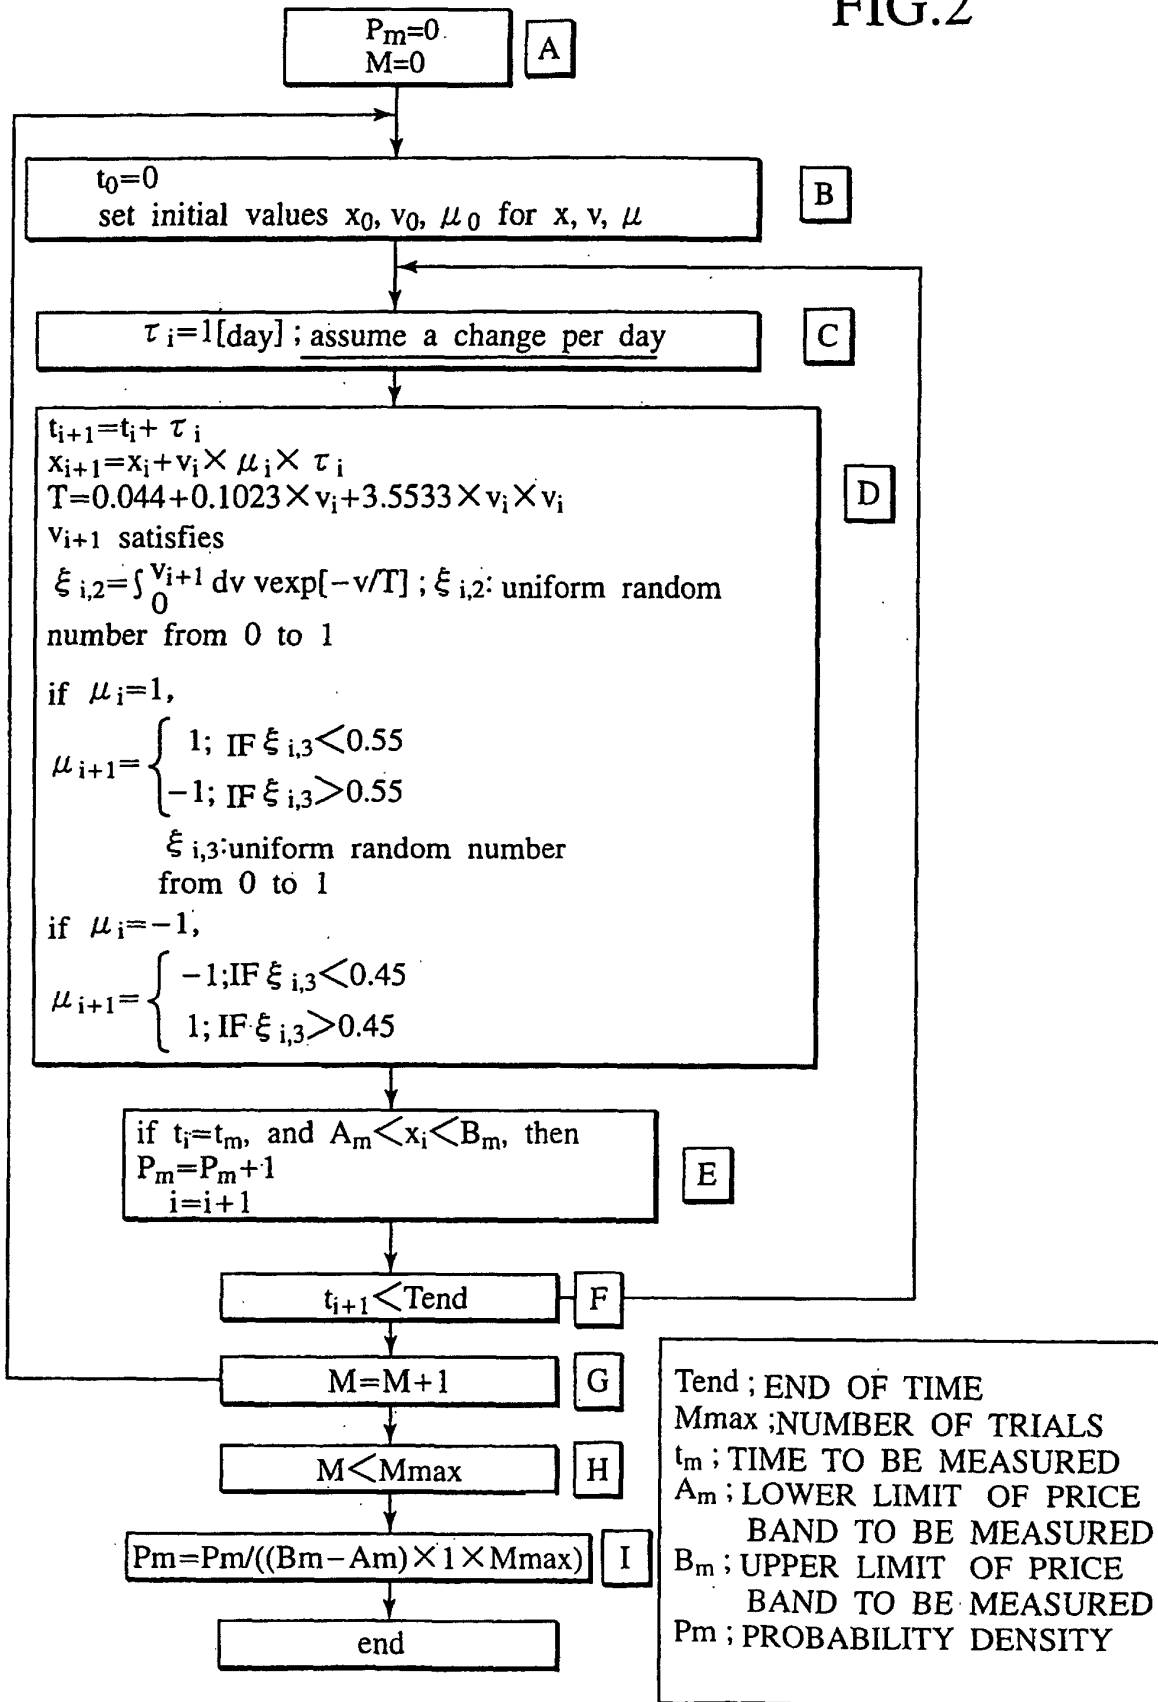 FIG.2
Pm=0
M=0
A
t0=0
B
set initial values x0, v0, μ0 for x, v, μ
τi=1[day] ; assume a change per day
C
ti+1=ti+ τi
xi+1=xi+vi× μi× τi
T=0.044+0.1023×vi+3.5533×vi×vi
D
vi+1 satisfies
ξi,2=∫0vi+1 dv vexp[−v/T] ; ξi,2: uniform random
number from 0 to 1
if μi=1,
μi+1={ 1; IF ξi,3<0.55
−1; IF ξi,3>0.55
ξi,3:uniform random number
from 0 to 1
if μi=−1,
μi+1={ −1;IF ξi,3<0.45
1; IF ξi,3>0.45
if ti=tm, and Am<xi<Bm, then
Pm=Pm+1
i=i+1
E
ti+1<Tend
F
M=M+1
G
M<Mmax
H
Pm=Pm/((Bm−Am)×1×Mmax)
I
end
Tend ; END OF TIME
Mmax ;NUMBER OF TRIALS
tm ; TIME TO BE MEASURED
Am ; LOWER LIMIT OF PRICE
BAND TO BE MEASURED
Bm ; UPPER LIMIT OF PRICE
BAND TO BE MEASURED
Pm ; PROBABILITY DENSITY